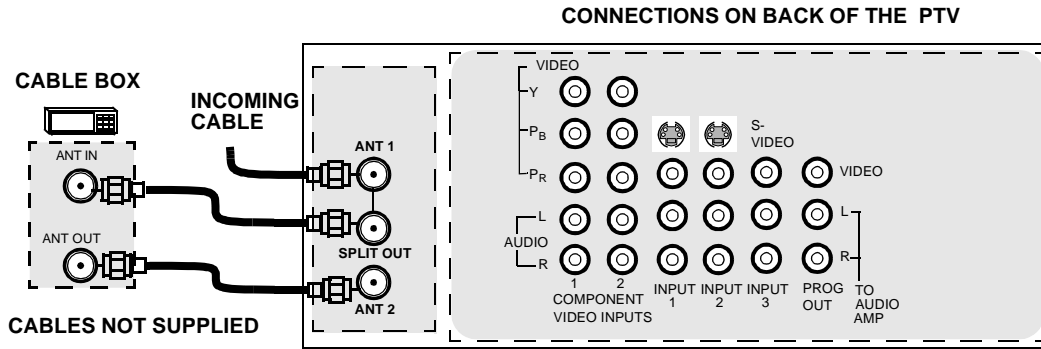 CONNECTIONS ON BACK OF THE PTV
CABLE BOX
INCOMING
CABLE
ANT IN
ANT OUT
CABLES NOT SUPPLIED
ANT 1
SPLIT OUT
ANT 2
VIDEO
Y
PB
PR
S-
VIDEO
VIDEO
AUDIO
L
R
L
R
1
2
COMPONENT
VIDEO INPUTS
INPUT
1
INPUT
2
INPUT
3
PROG
OUT
TO
AUDIO
AMP